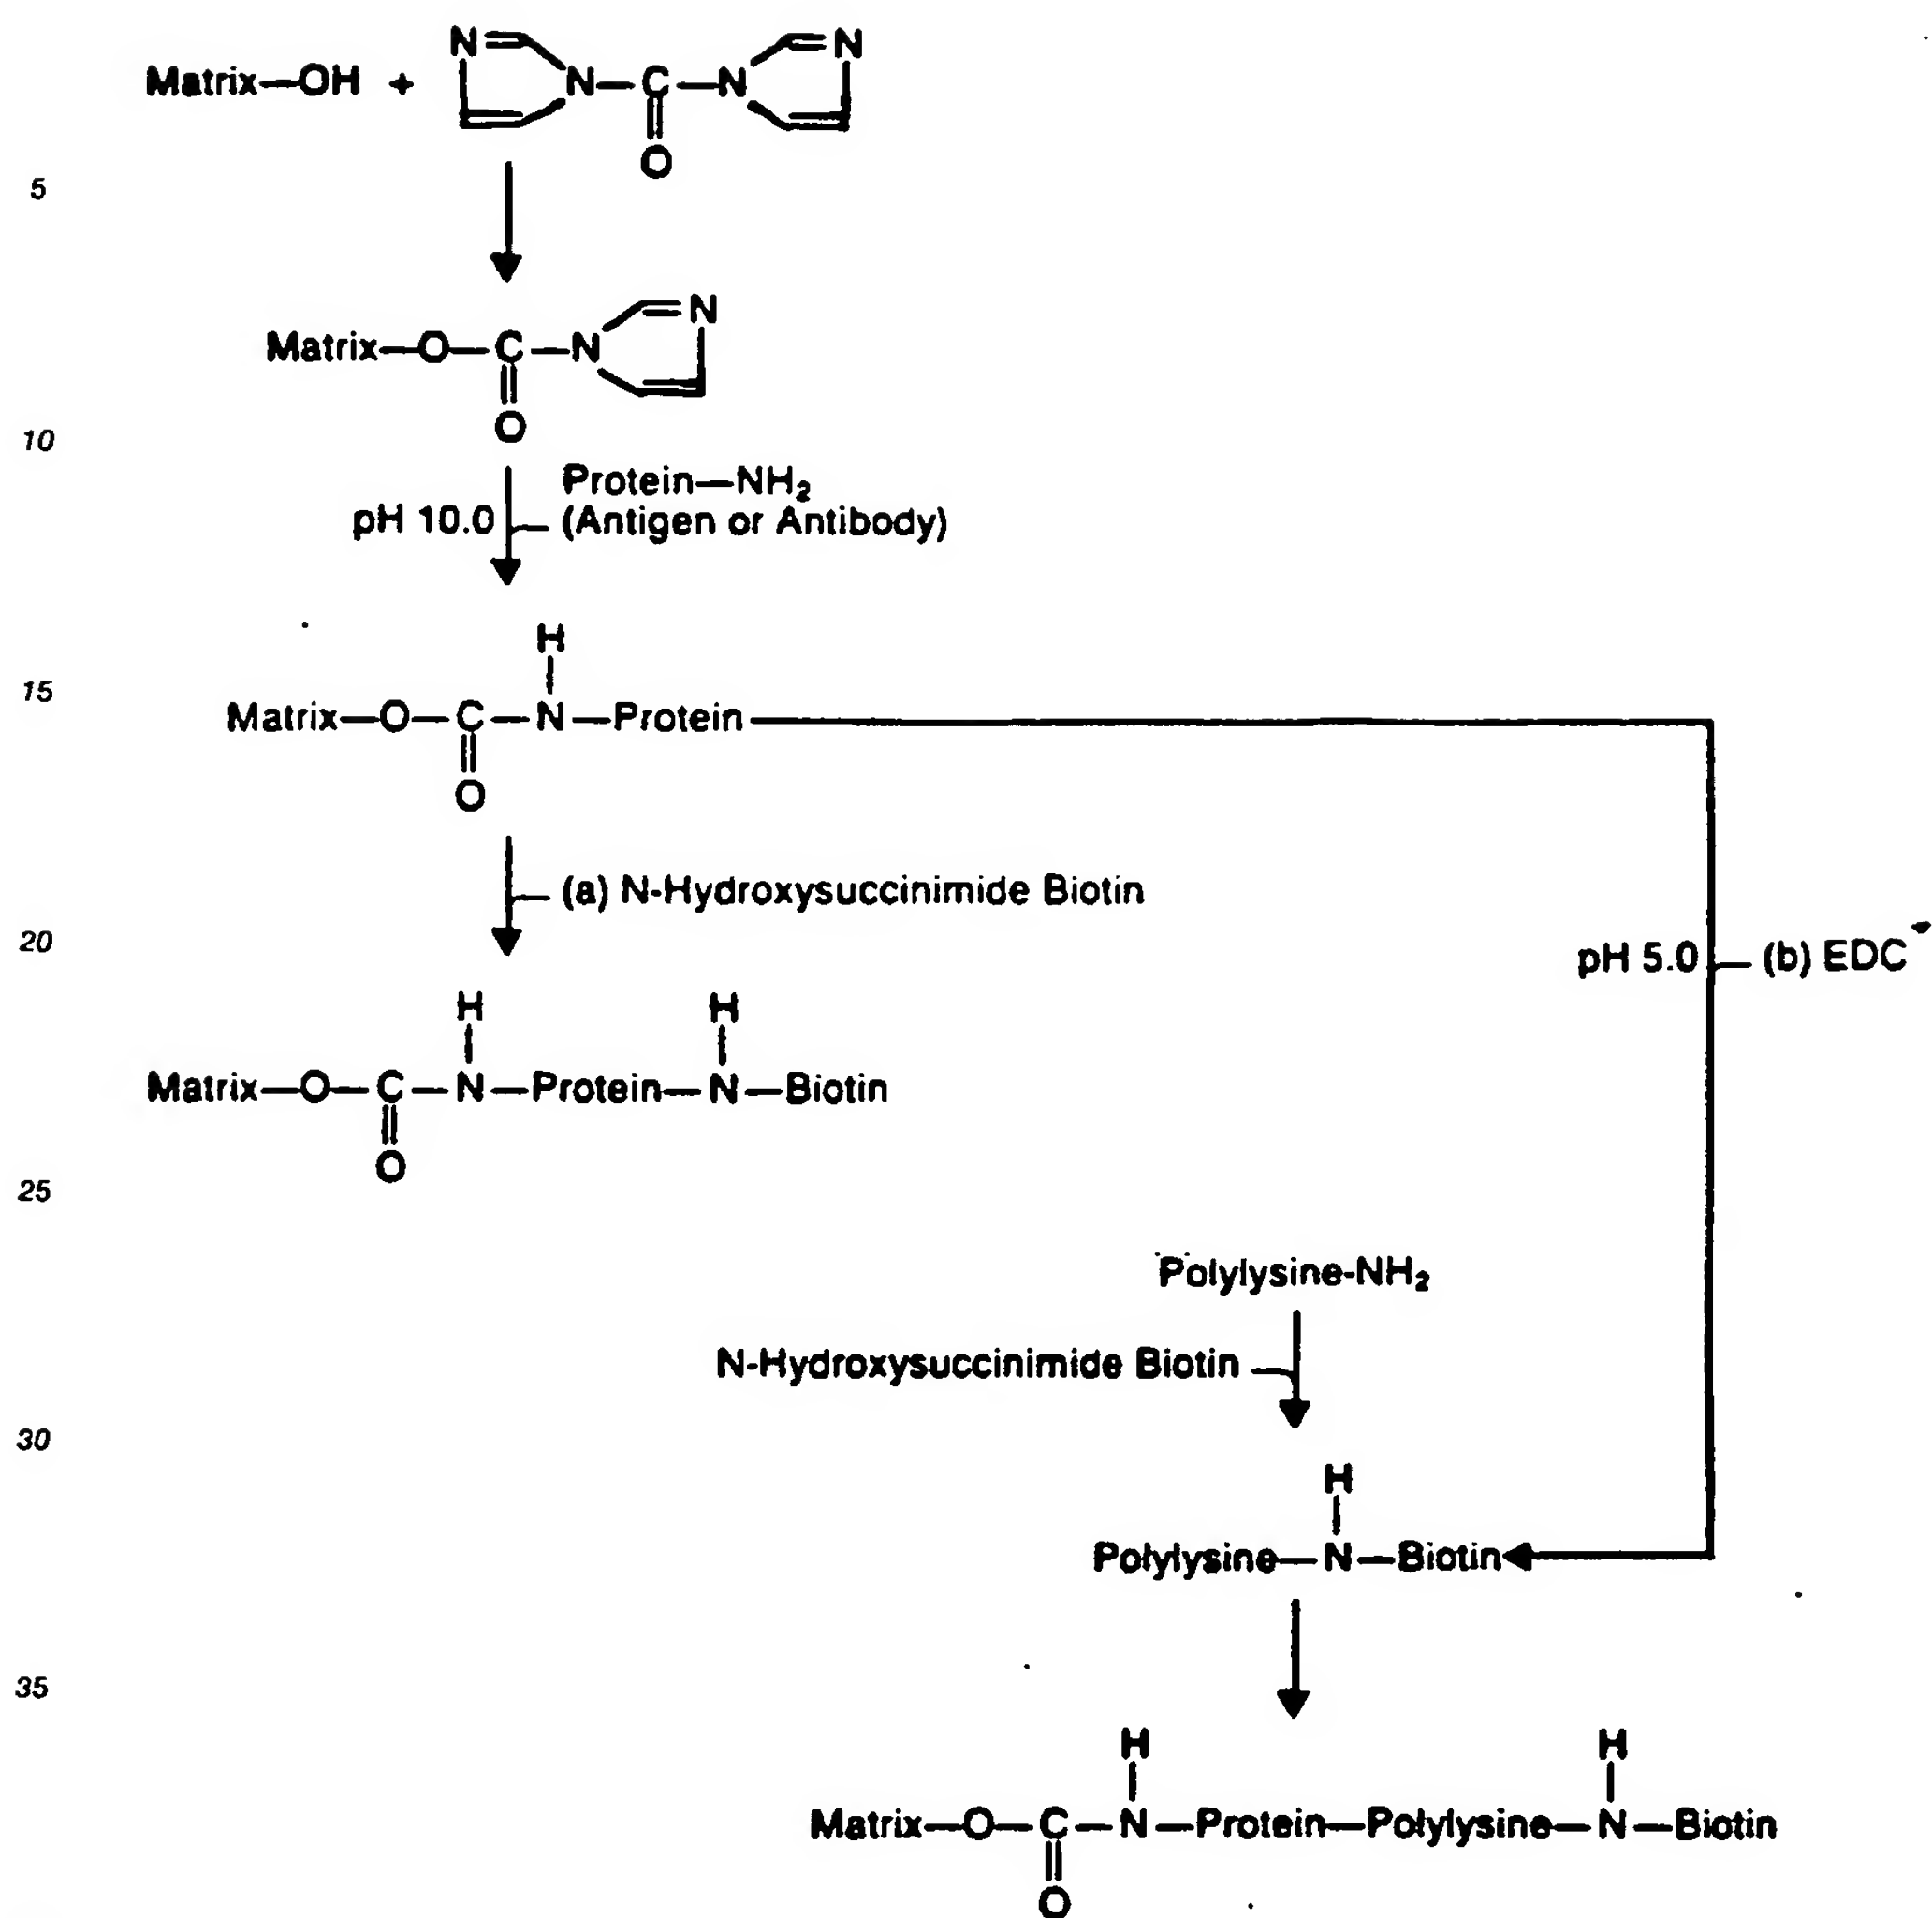 Matrix—OH + N N—C—N N
O
5
Matrix—O—C—N N
O
10
Protein—NH₂
pH 10.0 (Antigen or Antibody)
H
15
Matrix—O—C—N—Protein
O
(a) N-Hydroxysuccinimide Biotin
20
pH 5.0 (b) EDC
H H
Matrix—O—C—N—Protein—N—Biotin
O
25
Polylysine-NH₂
N-Hydroxysuccinimide Biotin
30
H
Polylysine—N—Biotin
35
H H
Matrix—O—C—N—Protein—Polylysine—N—Biotin
O